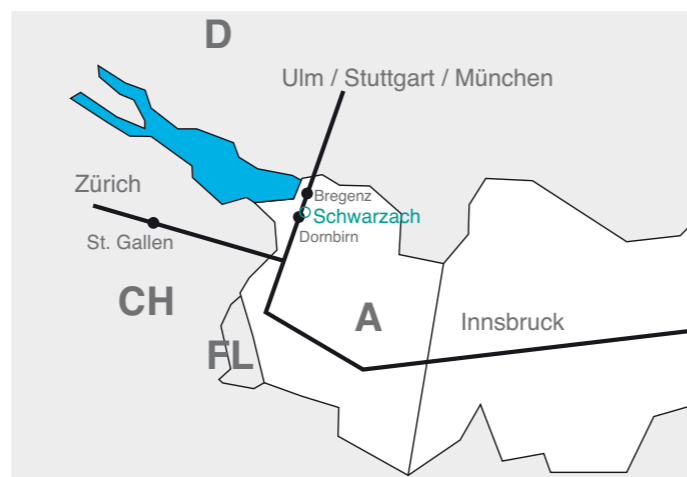 D
Ulm / Stuttgart / München
Zürich
Bregenz
Schwarzach
St. Gallen
Dornbirn
CH
A
Innsbruck
FL